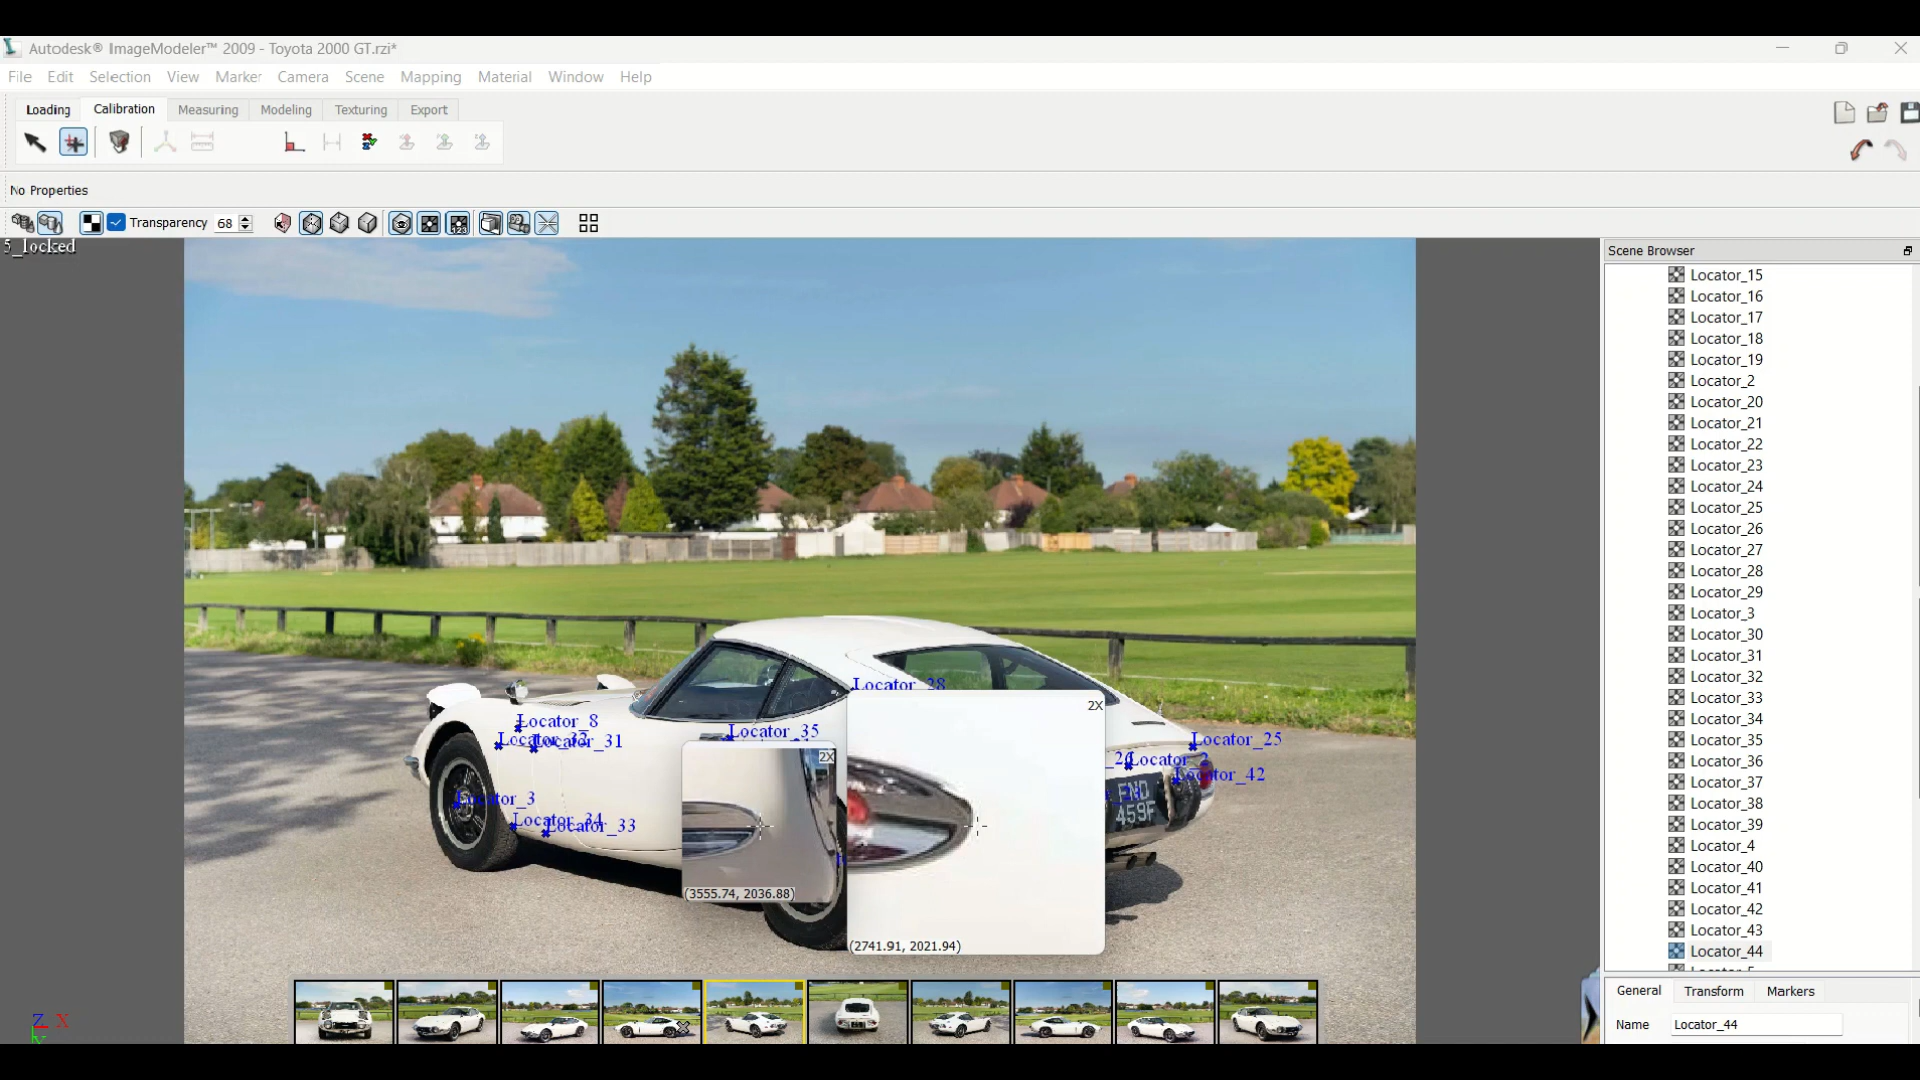 Autodesk® ImageModeler™ 2009 - Toyota 2000 GT.rzi*
File Edit Selection View Marker Camera Scene Mapping Material Window Help
Loading Calibration Measuring Modeling Texturing Export
No Properties
Transparency 68
5_locked
Scene Browser
Locator_15
Locator_16
Locator_17
Locator_18
Locator_19
Locator_2
Locator_20
Locator_21
Locator_22
Locator_23
Locator_24
Locator_25
Locator_26
Locator_27
Locator_28
Locator_29
Locator_3
Locator_30
Locator_31
Locator_32
Locator_33
Locator_34
Locator_35
Locator_36
Locator_37
Locator_38
Locator_39
Locator_4
Locator_40
Locator_41
Locator_42
Locator_43
Locator_44
Locator_28
Locator_8
Locator_31
Locator_35
Locator_25
Locator_42
Locator_3
Locator_34
Locator_33
2X
2X
(3555.74, 2036.88)
(2741.91, 2021.94)
END
459F
Z X
General Transform Markers
Name Locator_44